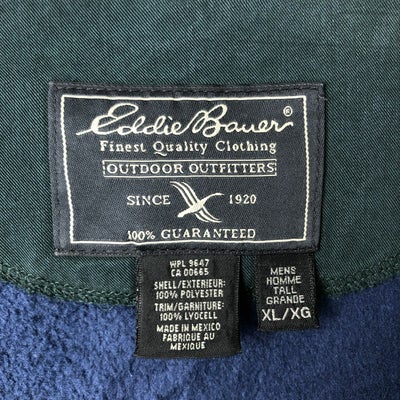 Eddie Bauer®
Finest Quality Clothing
OUTDOOR OUTFITTERS
SINCE 1920
100% GUARANTEED
WPL 9647
CA 00665
SHELL/EXTERIEUR:
100% POLYESTER
TRIM/GARNITURE:
100% LYOCELL
MADE IN MEXICO
FABRIQUE AU
MEXIQUE
MENS
HOMME
TALL
GRANDE
XL/XG